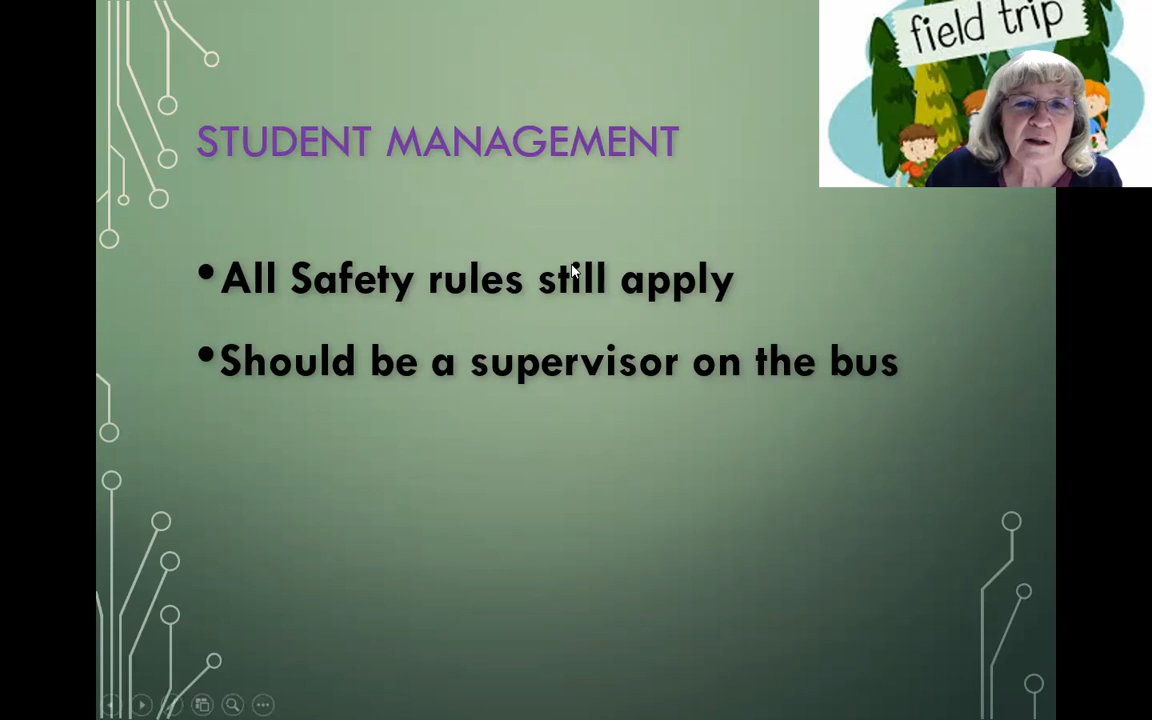 field trip
STUDENT MANAGEMENT
•All Safety rules still apply
•Should be a supervisor on the bus